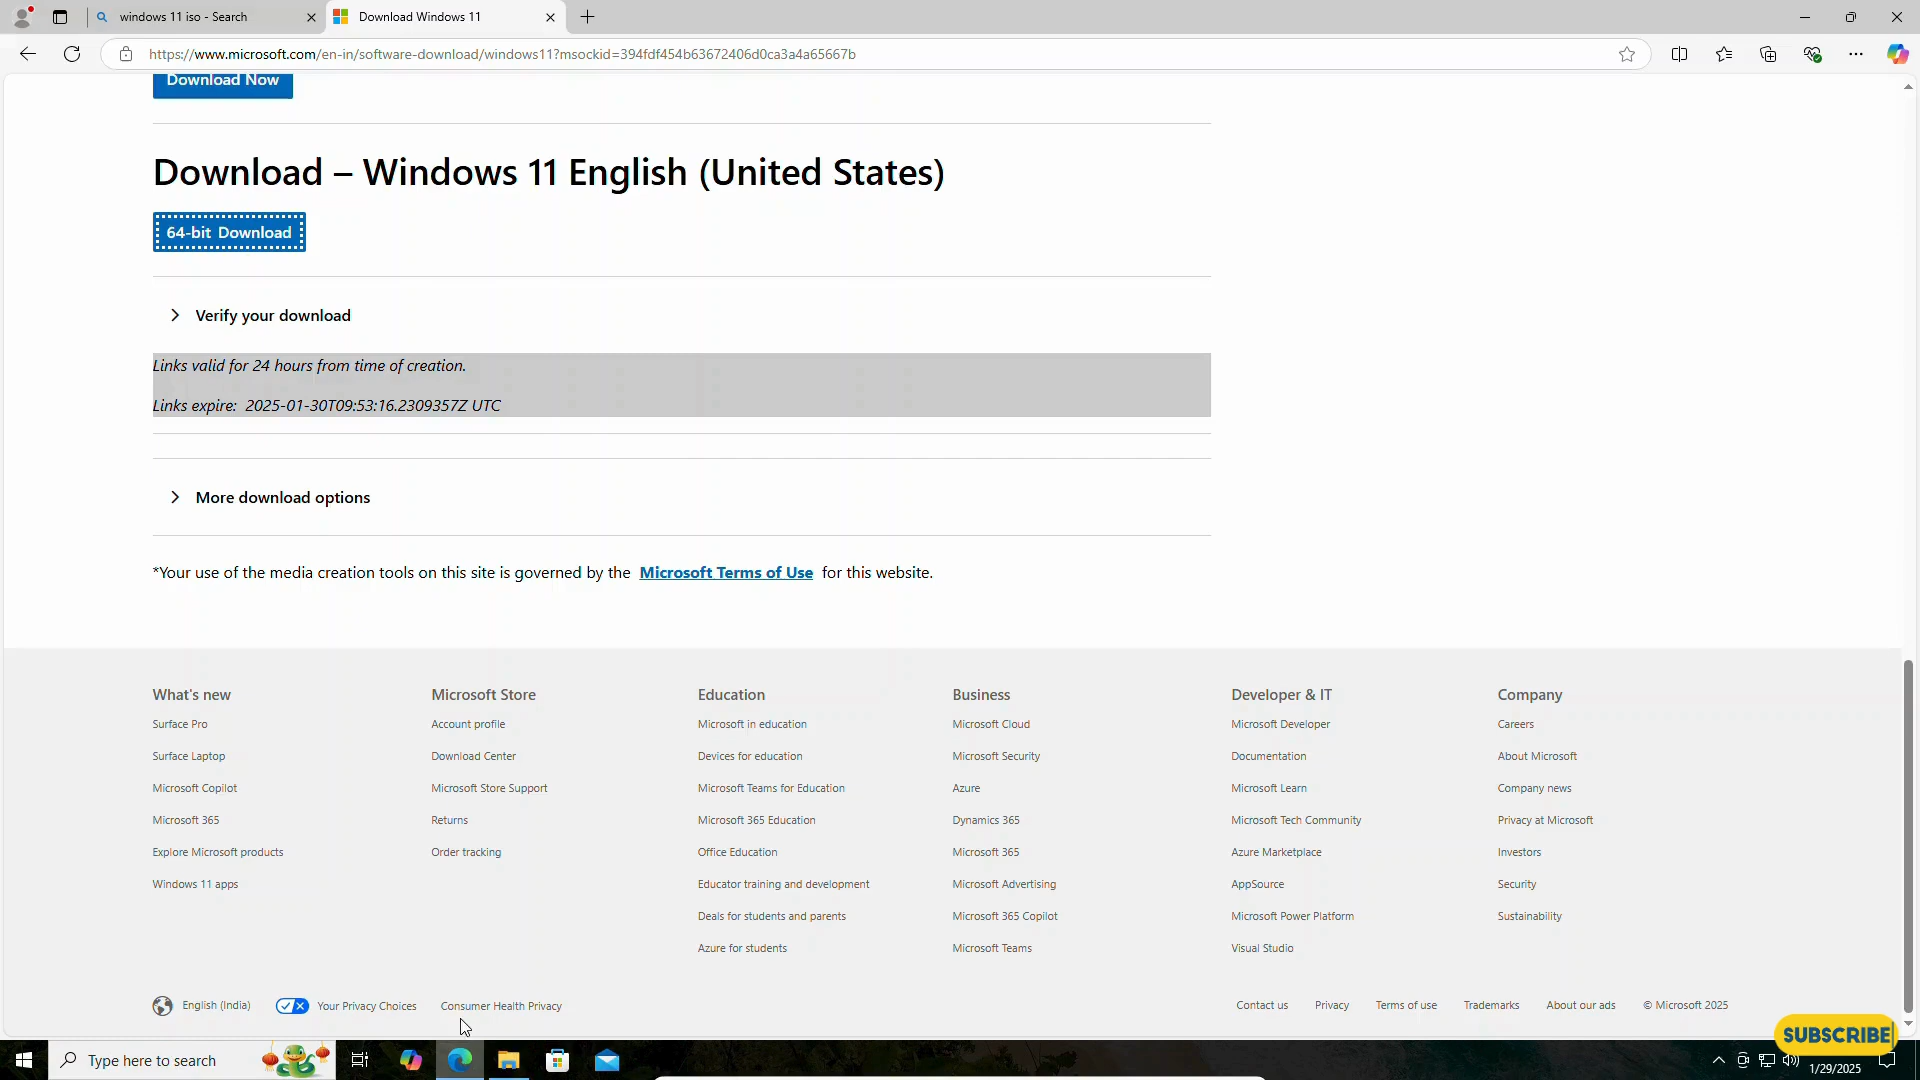 windows 11 iso - Search
Download Windows 11
https://www.microsoft.com/en-in/software-download/windows11?msockid=394fdf454b63672406d0ca3a4a65667b
Download Now
Download – Windows 11 English (United States)
64-bit Download
Verify your download
Links valid for 24 hours from time of creation.
Links expire: 2025-01-30T09:53:16.2309357Z UTC
More download options
*Your use of the media creation tools on this site is governed by the Microsoft Terms of Use for this website.
What's new
Surface Pro
Surface Laptop
Microsoft Copilot
Microsoft 365
Explore Microsoft products
Windows 11 apps
Microsoft Store
Account profile
Download Center
Microsoft Store Support
Returns
Order tracking
Education
Microsoft in education
Devices for education
Microsoft Teams for Education
Microsoft 365 Education
Office Education
Educator training and development
Deals for students and parents
Azure for students
Business
Microsoft Cloud
Microsoft Security
Azure
Dynamics 365
Microsoft 365
Microsoft Advertising
Microsoft 365 Copilot
Microsoft Teams
Developer & IT
Microsoft Developer
Documentation
Microsoft Learn
Microsoft Tech Community
Azure Marketplace
AppSource
Microsoft Power Platform
Visual Studio
Company
Careers
About Microsoft
Company news
Privacy at Microsoft
Investors
Security
Sustainability
English (India)
Your Privacy Choices
Consumer Health Privacy
Contact us
Privacy
Terms of use
Trademarks
About our ads
© Microsoft 2025
SUBSCRIBE
Type here to search
1/29/2025